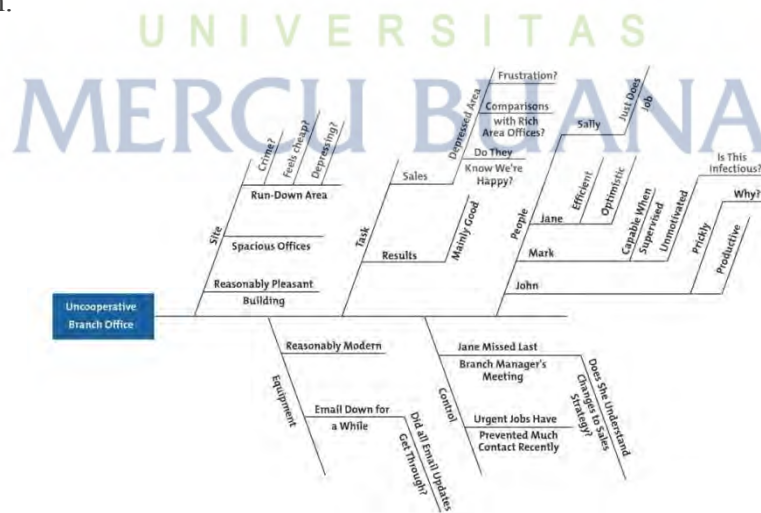 1.
UNIVERSITAS
MERCU BUANA
Uncooperative
Branch Office
Site
Crime?
Feels cheap?
Depressing?
Run-Down Area
Spacious Offices
Reasonably Pleasant
Building
Task
Sales
Depressed Area
Frustration?
Comparisons
with Rich
Area Offices?
Do They
Know We're
Happy?
Results
Mainly Good
People
Sally
Just Does
Job
Jane
Efficient
Optimistic
Mark
Capable When
Supervised
Unmotivated
Is This
Infectious?
John
Prickly
Why?
Productive
Equipment
Reasonably Modern
Email Down for
a While
Did all Email Updates
Get Through?
Control
Jane Missed Last
Branch Manager's
Meeting
Does She Understand
Changes to Sales
Strategy?
Urgent Jobs Have
Prevented Much
Contact Recently